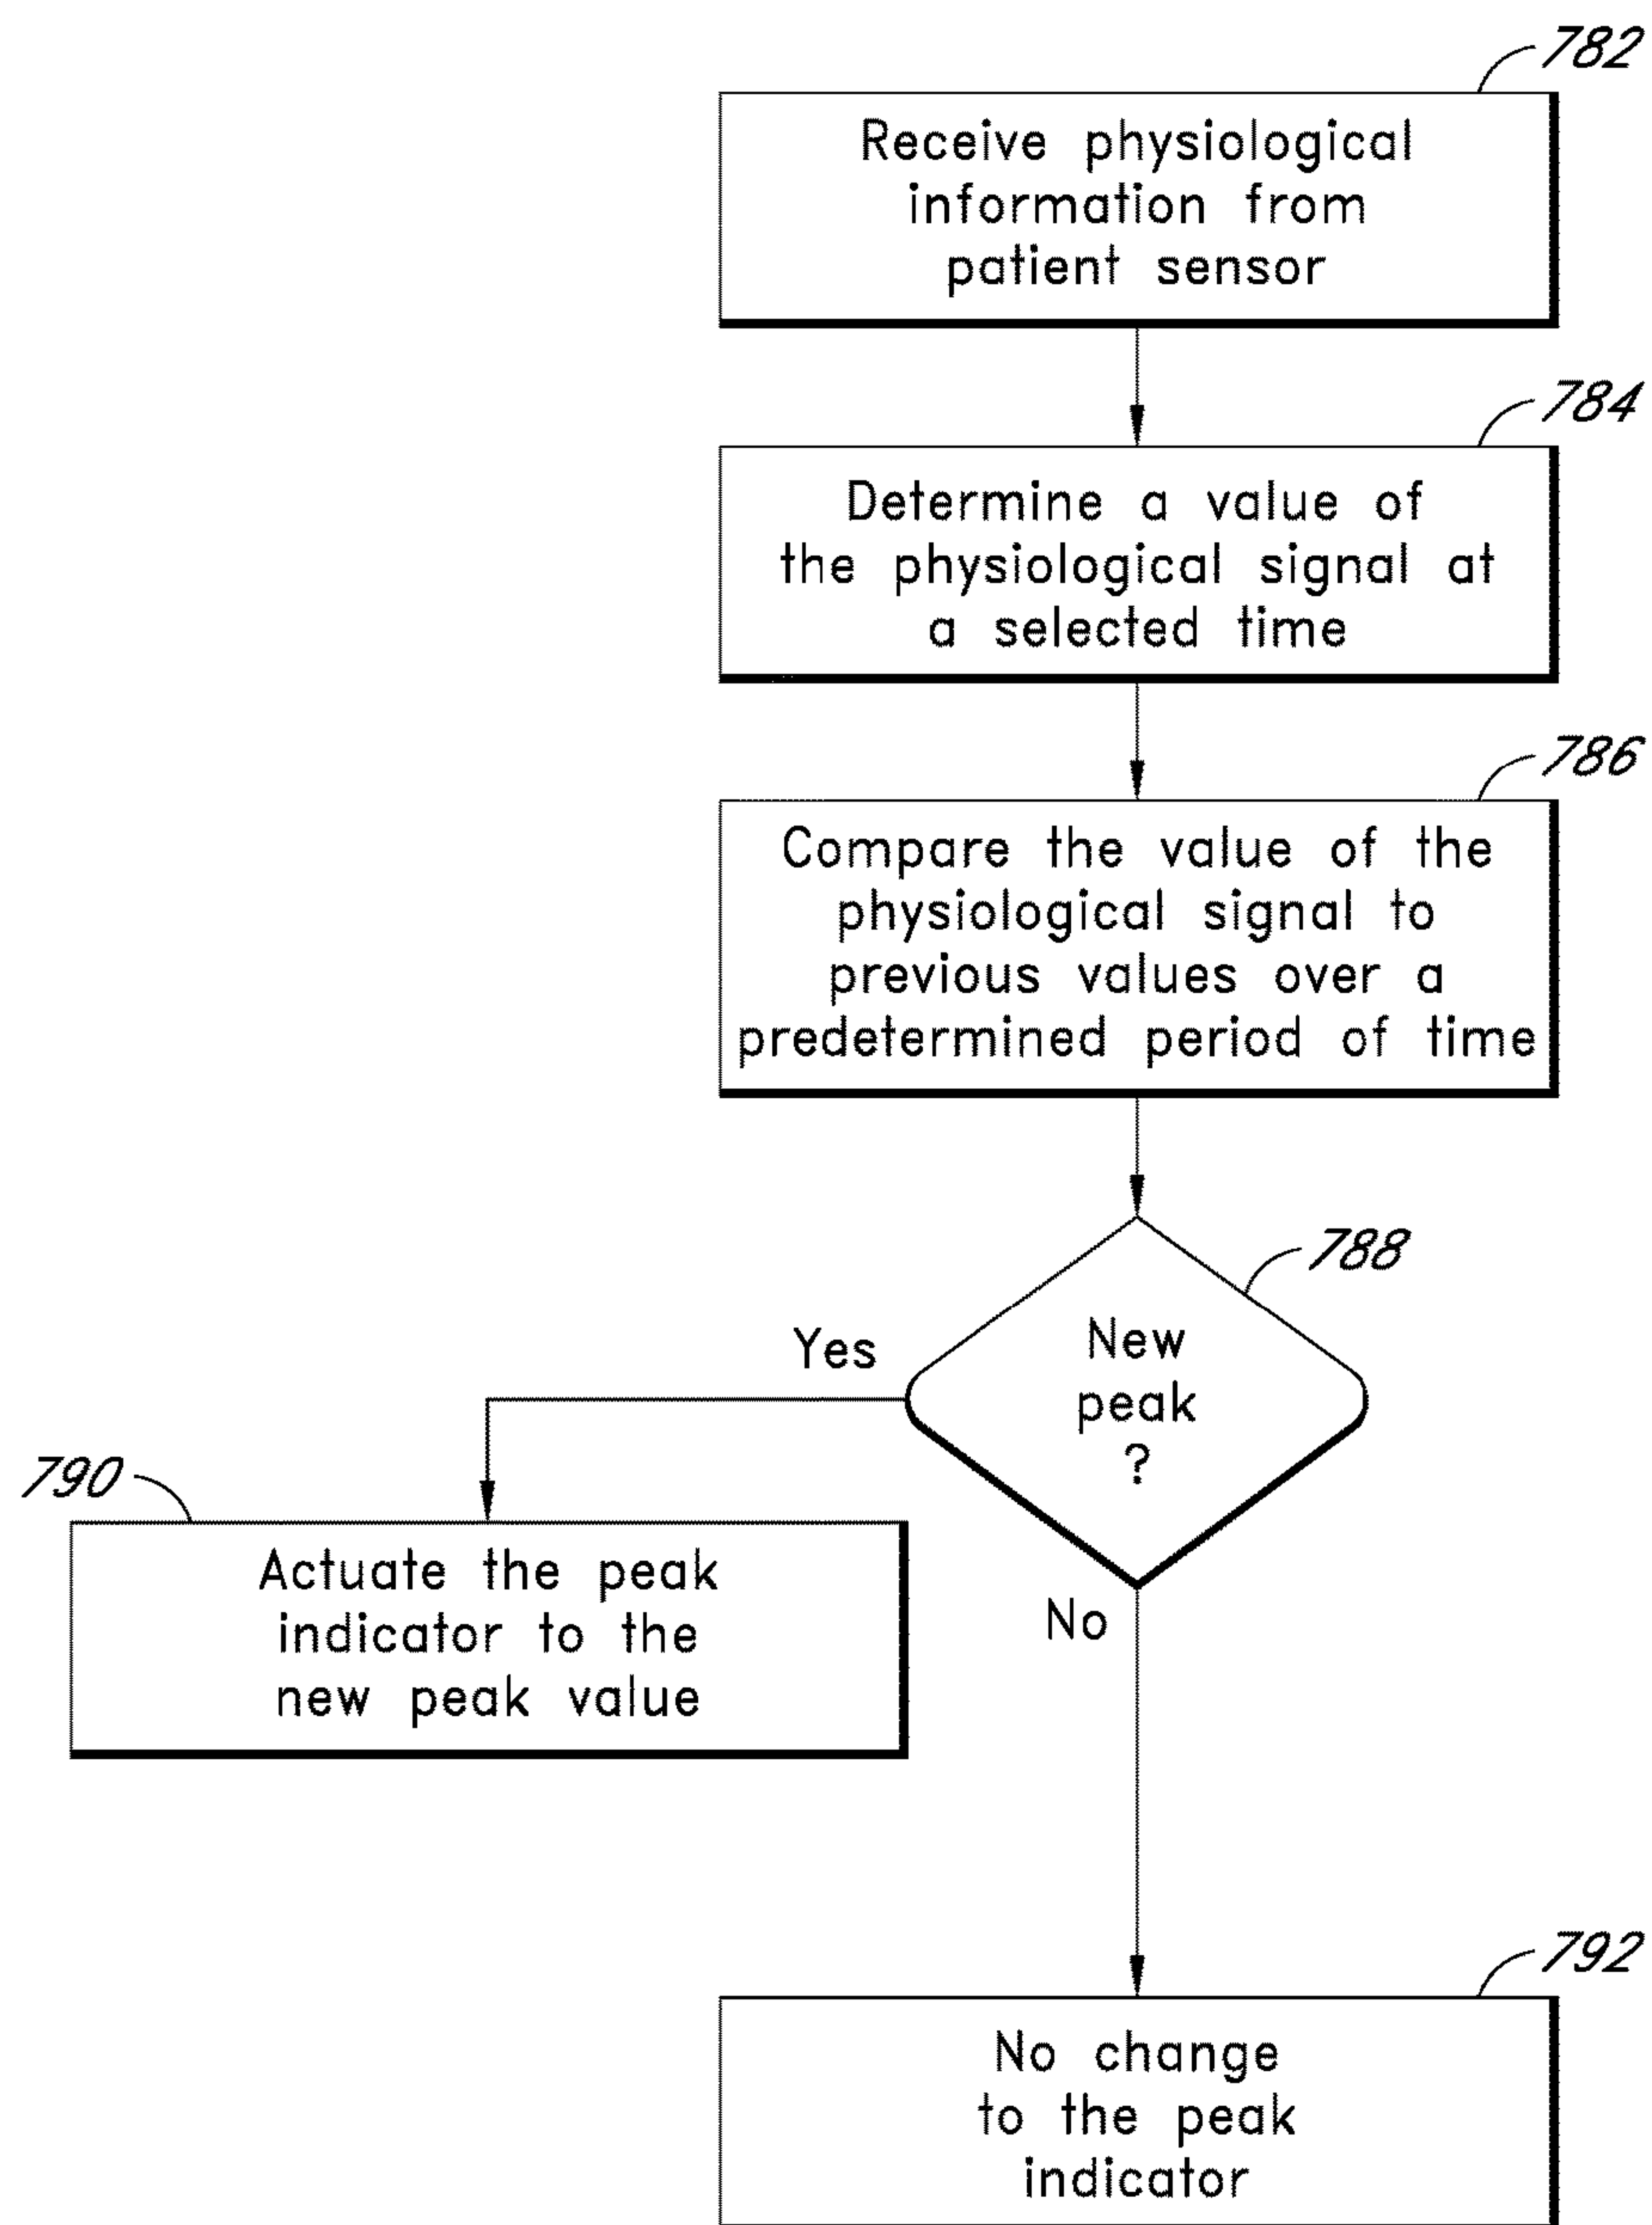 782
Receive physiological
information from
patient sensor
784
Determine a value of
the physiological signal at
a selected time
786
Compare the value of the
physiological signal to
previous values over a
predetermined period of time
788
New
peak
?
Yes
790
Actuate the peak
indicator to the
new peak value
No
792
No change
to the peak
indicator